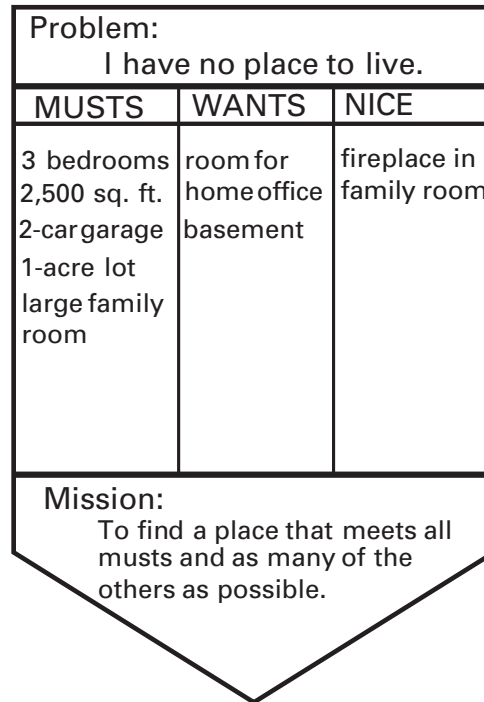 Problem:
I have no place to live.
MUSTS WANTS NICE
3 bedrooms
2,500 sq. ft.
2-car garage
1-acre lot
large family
room
room for
home office
basement
fireplace in
family room
Mission:
To find a place that meets all
musts and as many of the
others as possible.